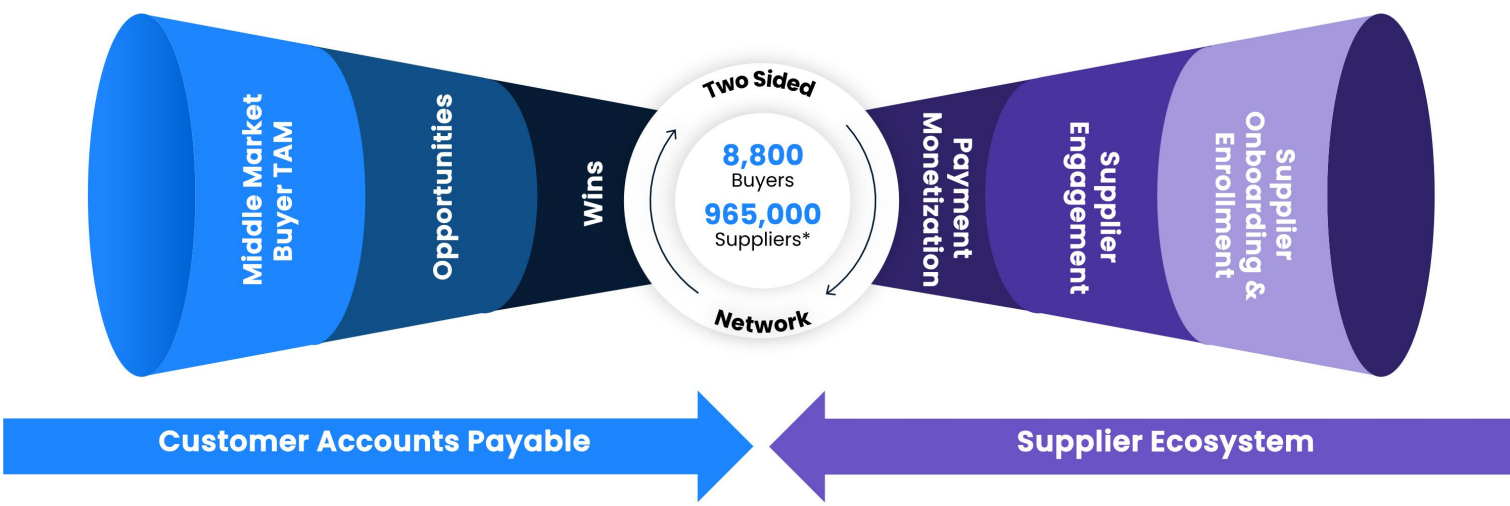 Middle Market
Buyer TAM
Opportunities
Wins
Two Sided
8,800
Buyers
965,000
Suppliers*
Network
Payment
Monetization
Supplier
Engagement
Supplier
Onboarding &
Enrollment
Customer Accounts Payable
Supplier Ecosystem